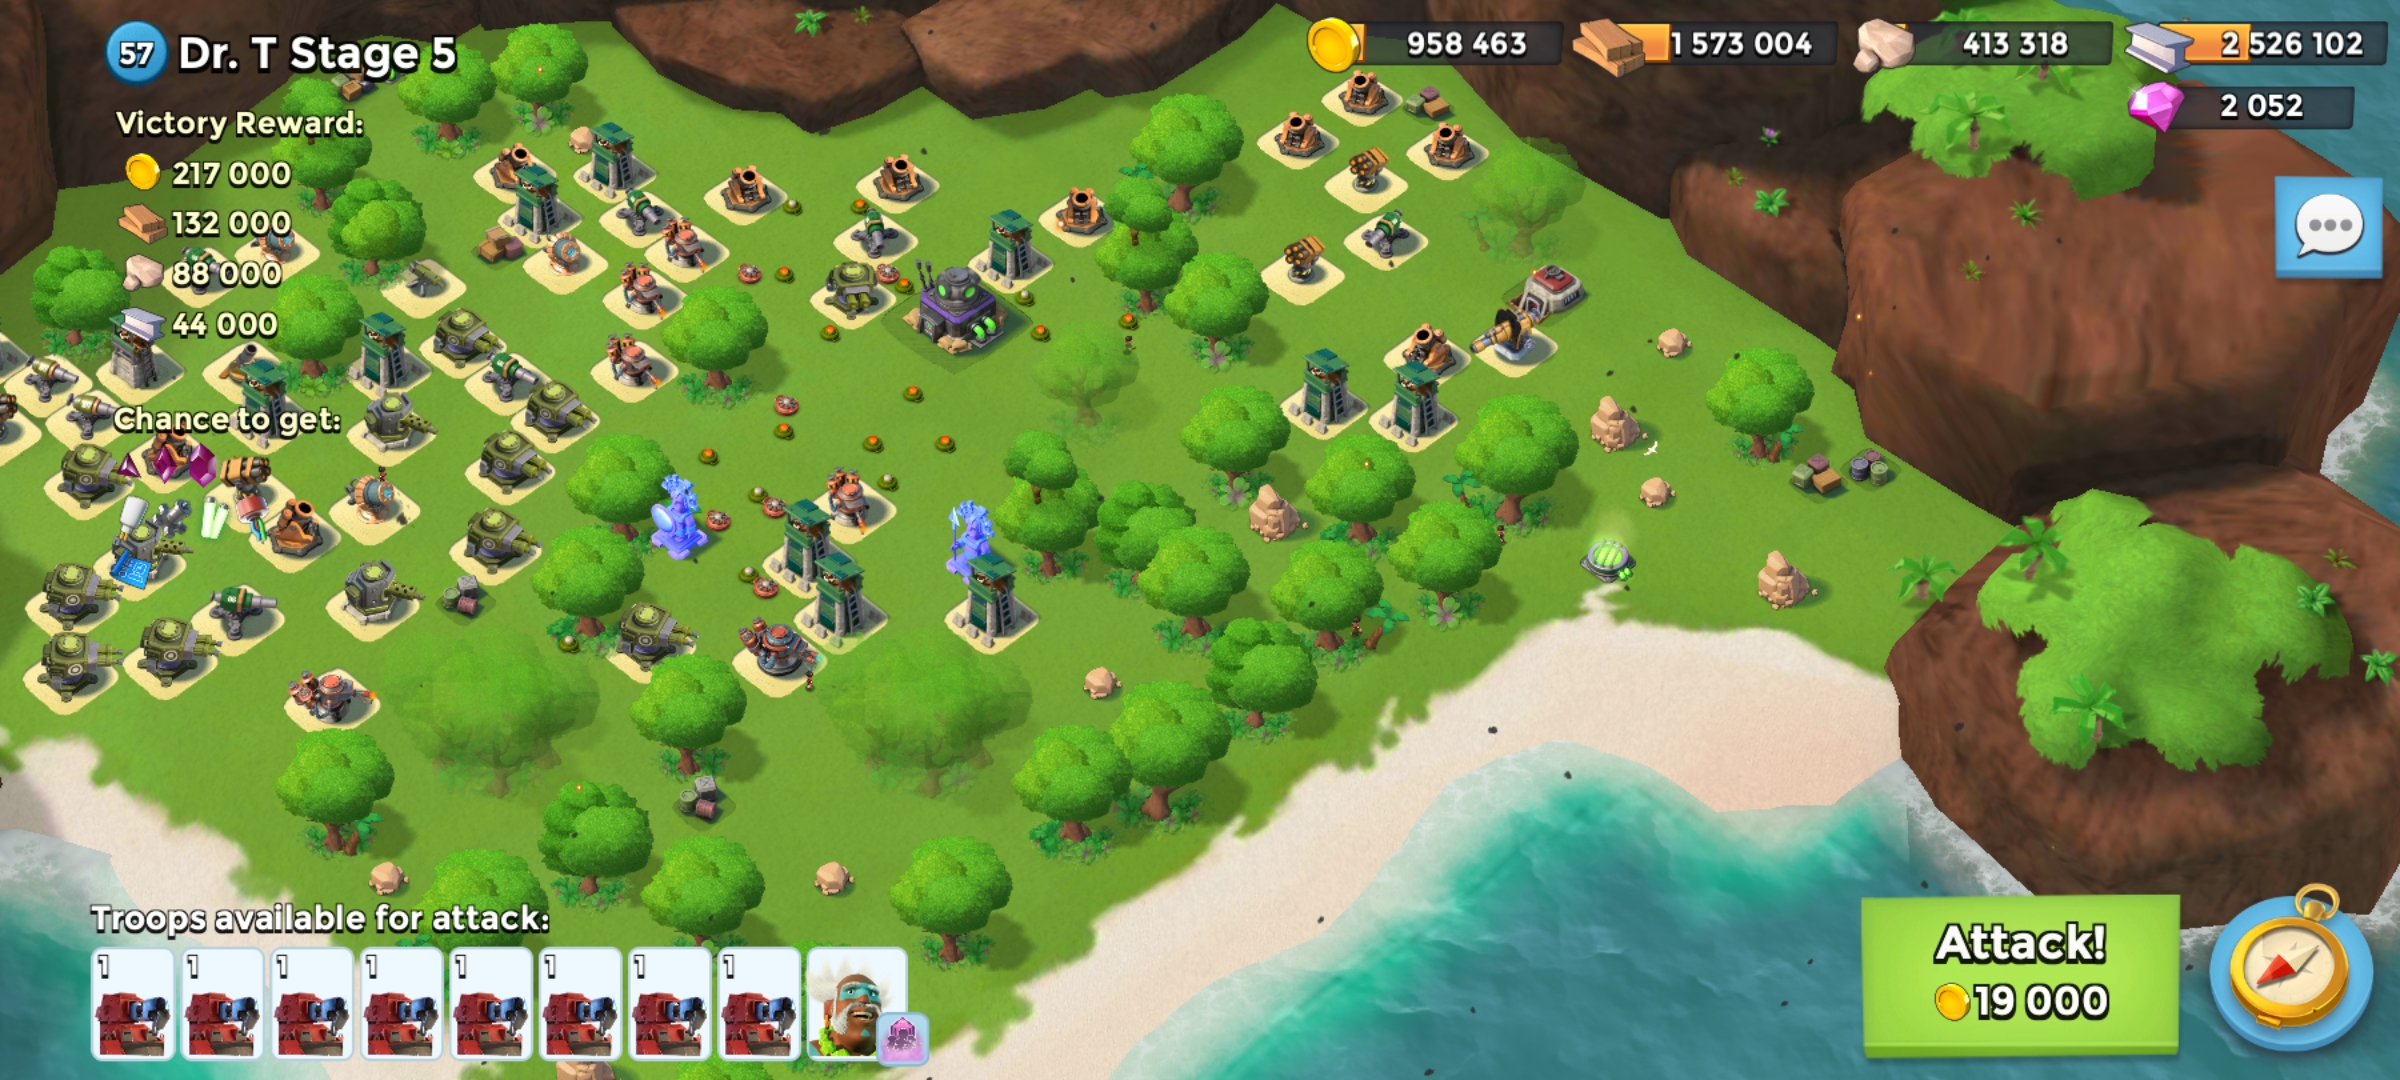 57 Dr. T Stage 5
958 463
1 573 004
413 318
2 526 102
2 052
Victory Reward:
217 000
132 000
88 000
44 000
Chance to get:
Troops available for attack:
1 1 1 1 1 1 1 1
Attack!
19 000